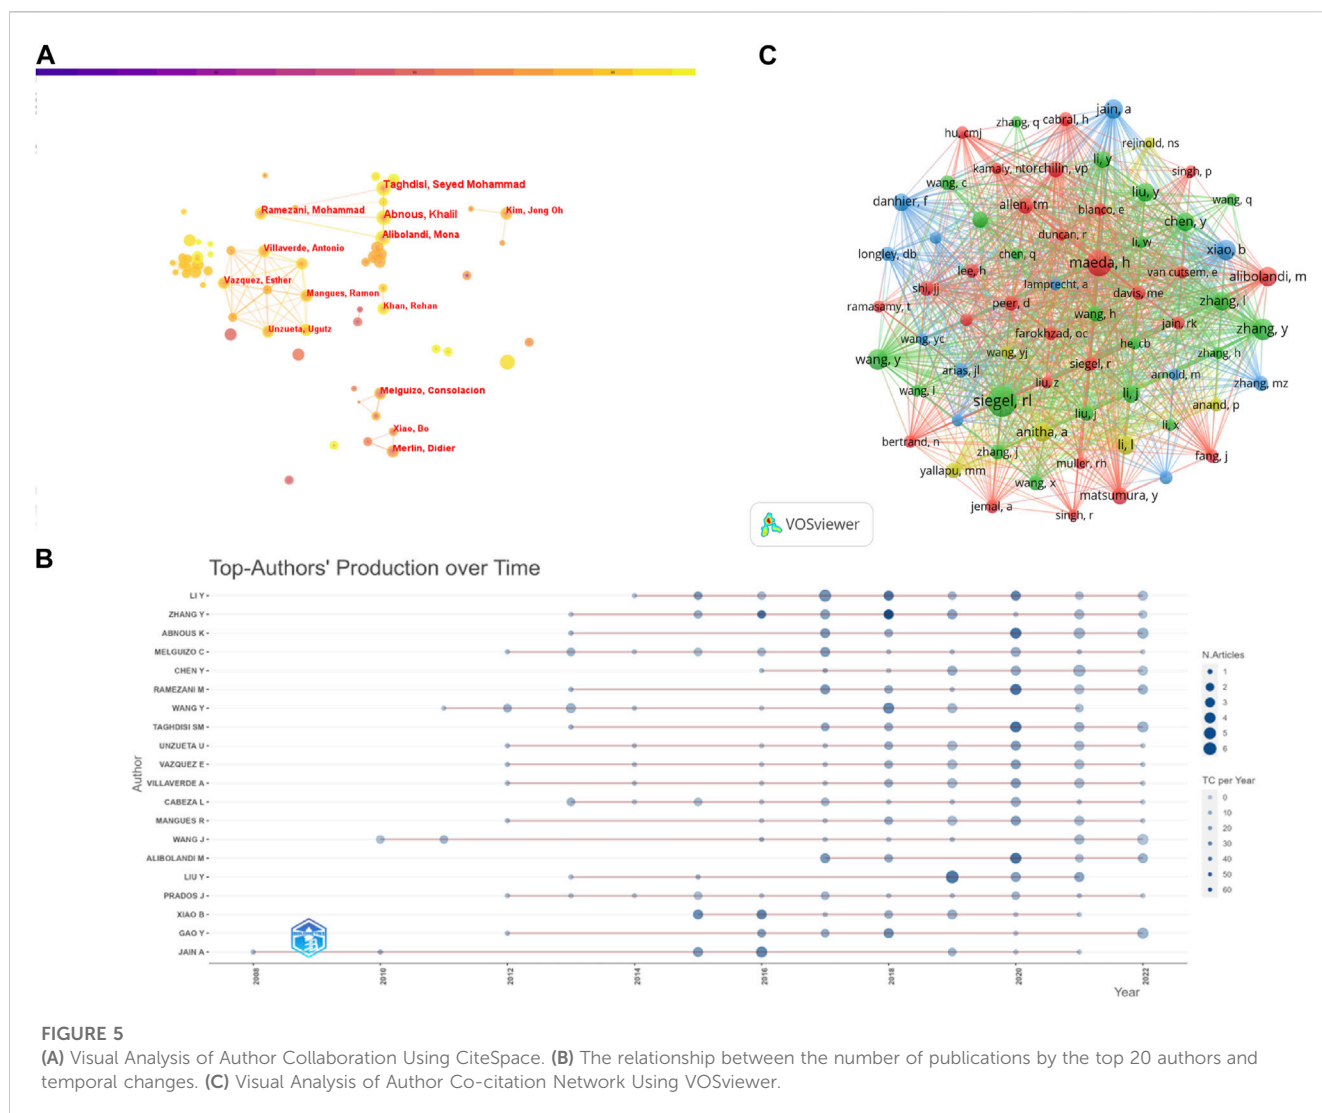 A
C
Taghdisi, Seyed Mohammad
Ramezani, Mohammad
Abnous, Khalil
Kim, Jong Oh
Alibolandi, Mona
Villaverde, Antonio
Vazquez, Esther
Mangues, Ramon
Khan, Rehan
Unzueta, Ugutz
Melguizo, Consolacion
Xiao, Bo
Merlin, Didier
jain, a
zhang, q
cabral, h
hu, cmj
rejinold, ns
li, y
kamaly, n
torchilin, vp
singh, p
wang, c
liu, y
wang, q
danhier, f
allen, tm
blanco, e
chen, y
duncan, r
li, w
xiao, b
longley, db
chen, q
maeda, h
lee, h
van cutsem, e
alibolandi, m
shi, jj
lamprecht, a
davis, me
zhang, l
ramasamy, t
peer, d
wang, h
jain, rk
zhang, y
farokhzad, oc
he, cb
wang, yc
wang, yj
zhang, h
wang, y
siegel, r
arias, jl
arnold, m
zhang, mz
liu, z
wang, l
li, j
siegel, rl
anand, p
liu, j
li, x
anitha, a
bertrand, n
li, l
zhang, j
fang, j
muller, rh
yallapu, mm
wang, x
matsumura, y
jemal, a
singh, r
VOSviewer
B
Top-Authors' Production over Time
LI Y
ZHANG Y
ABNOUS K
MELGUIZO C
CHEN Y
RAMEZANI M
WANG Y
TAGHDISI SM
UNZUETA U
VAZQUEZ E
VILLAVERDE A
CABEZA L
MANGUES R
WANG J
ALIBOLANDI M
LIU Y
PRADOS J
XIAO B
GAO Y
JAIN A
Author
2008
2010
2012
2014
2016
2018
2020
2022
Year
N.Articles
1
2
3
4
5
6
TC per Year
0
10
20
30
40
50
60
FIGURE 5
(A) Visual Analysis of Author Collaboration Using CiteSpace. (B) The relationship between the number of publications by the top 20 authors and
temporal changes. (C) Visual Analysis of Author Co-citation Network Using VOSviewer.